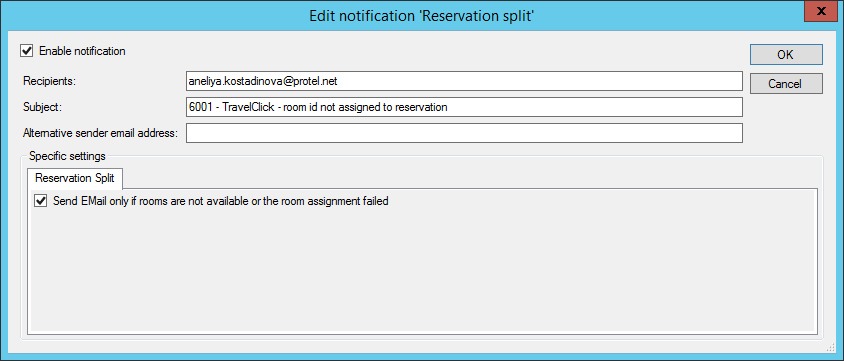 Edit notification 'Reservation split'
x
Enable notification
OK
Recipients:
aneliya.kostadinova@protel.net
Cancel
Subject:
6001 - TravelClick - room id not assigned to reservation
Alternative sender email address:
Specific settings
Reservation Split
Send EMail only if rooms are not available or the room assignment failed